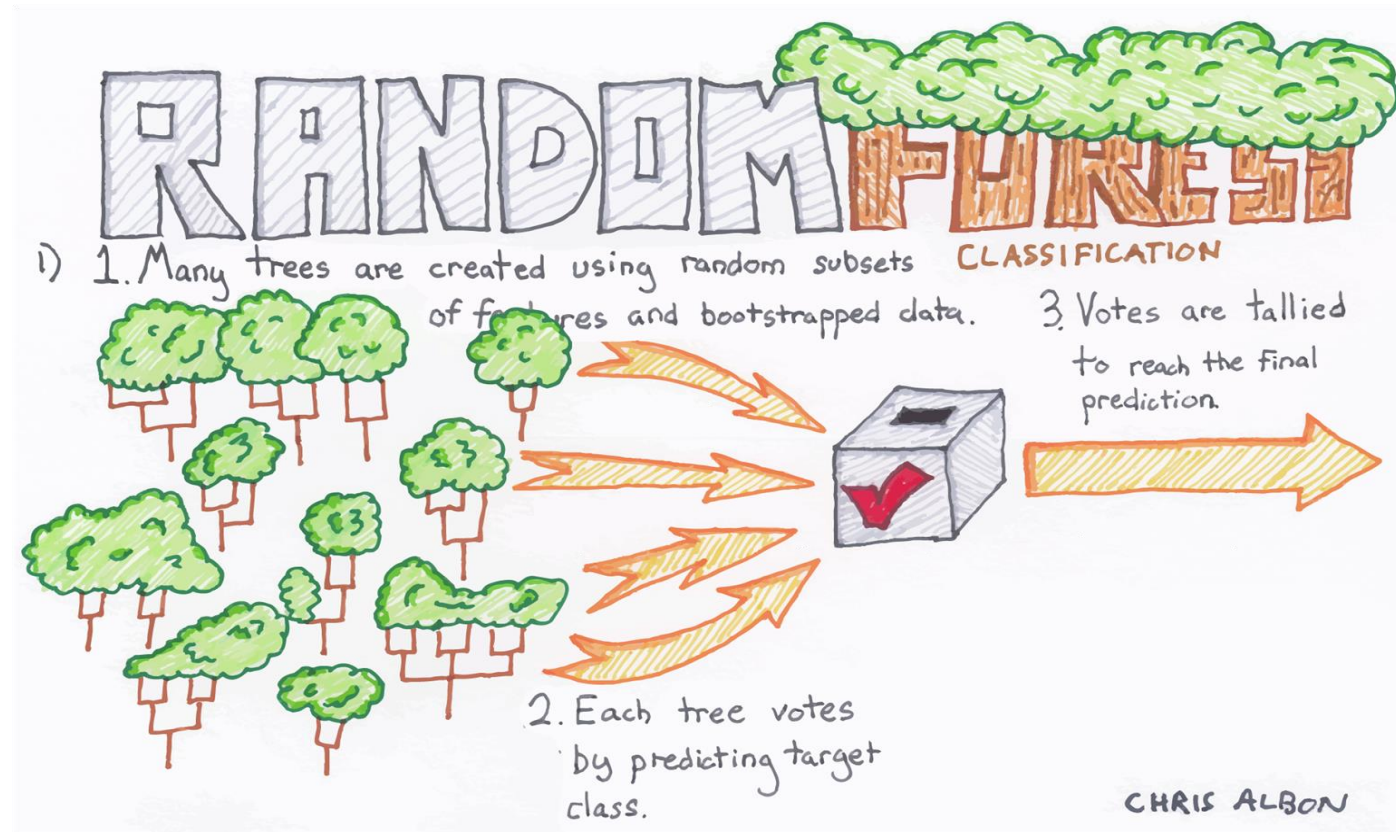 RANDOM FOREST
CLASSIFICATION
1) 1. Many trees are created using random subsets
of features and bootstrapped data.
3. Votes are tallied
to reach the final
prediction.
2. Each tree votes
by predicting target
class.
CHRIS ALBON